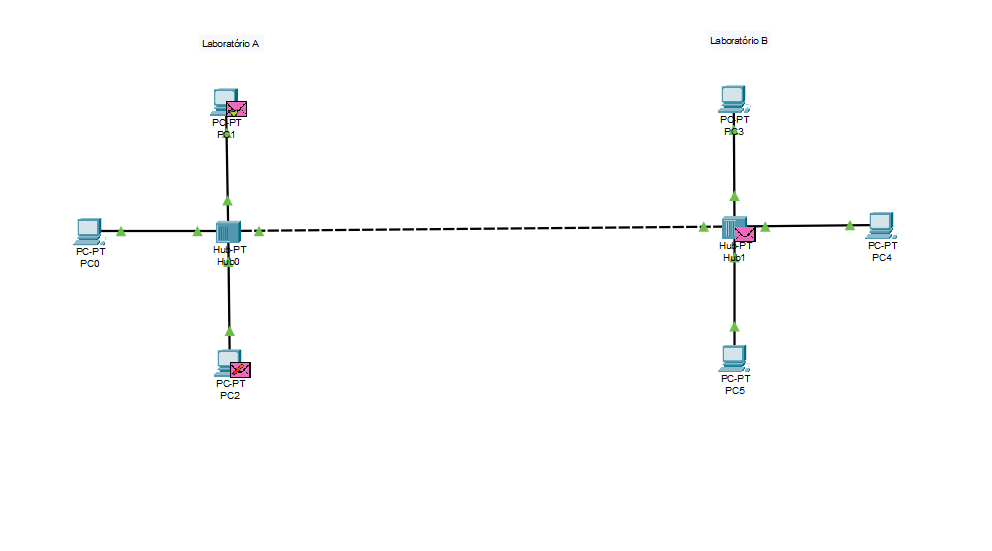 Laboratório A
Laboratório B
PC-PT
PC1
PC-PT
PC3
PC-PT
PC0
Hub-PT
Hub0
Hub-PT
Hub1
PC-PT
PC4
PC-PT
PC2
PC-PT
PC5